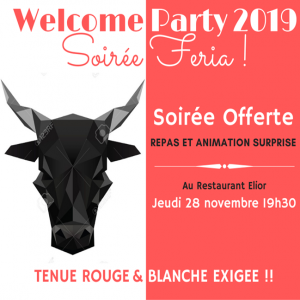 Welcome Party 2019
Soirée Feria !
Soirée Offerte
REPAS ET ANIMATION SURPRISE
Au Restaurant Elior
Jeudi 28 novembre 19h30
TENUE ROUGE & BLANCHE EXIGEE !!